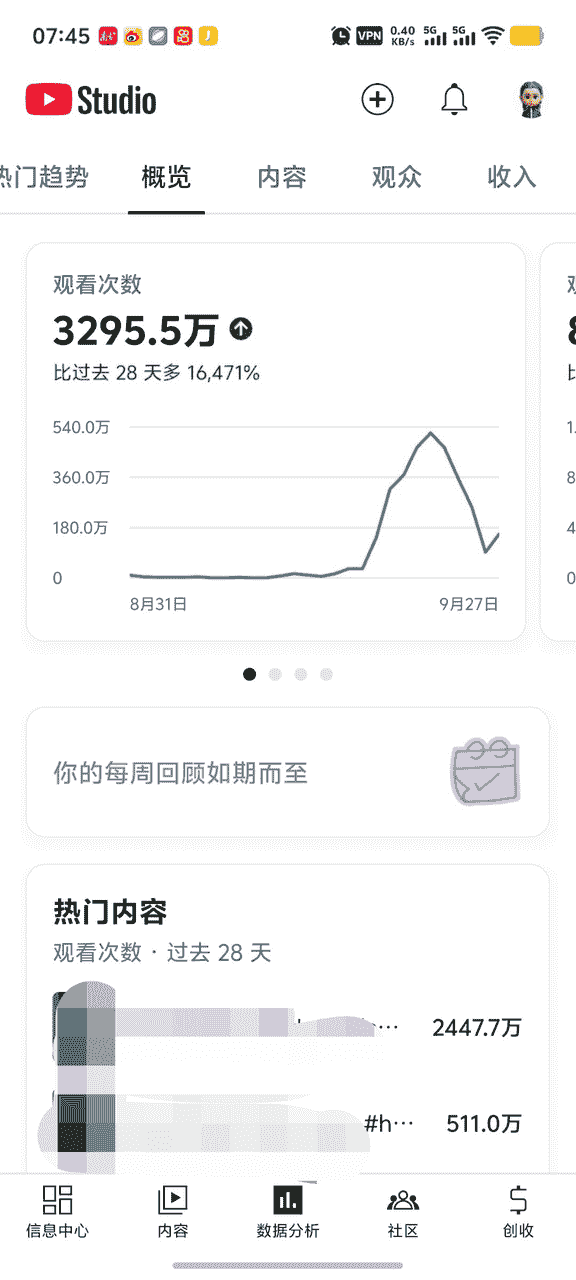 07:45
VPN 0.40 KB/s 5G 5G
Studio
热门趋势 概览 内容 观众 收入
观看次数
3295.5万
比过去 28 天多 16,471%
540.0万
360.0万
180.0万
0
8月31日 9月27日
你的每周回顾如期而至
热门内容
观看次数 · 过去 28 天
… 2447.7万
#h… 511.0万
信息中心 内容 数据分析 社区 创收